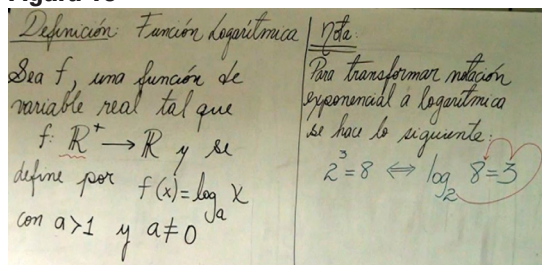 Definición: Función Logarítmica
Sea f, una función de
variable real tal que
f: ℝ⁺ → ℝ y se
define por f(x)=logₐ x
con a>1 y a≠0
Nota:
Para transformar notación
exponencial a logarítmica
se hace lo siguiente:
2³=8 ⇔ log₂ 8=3